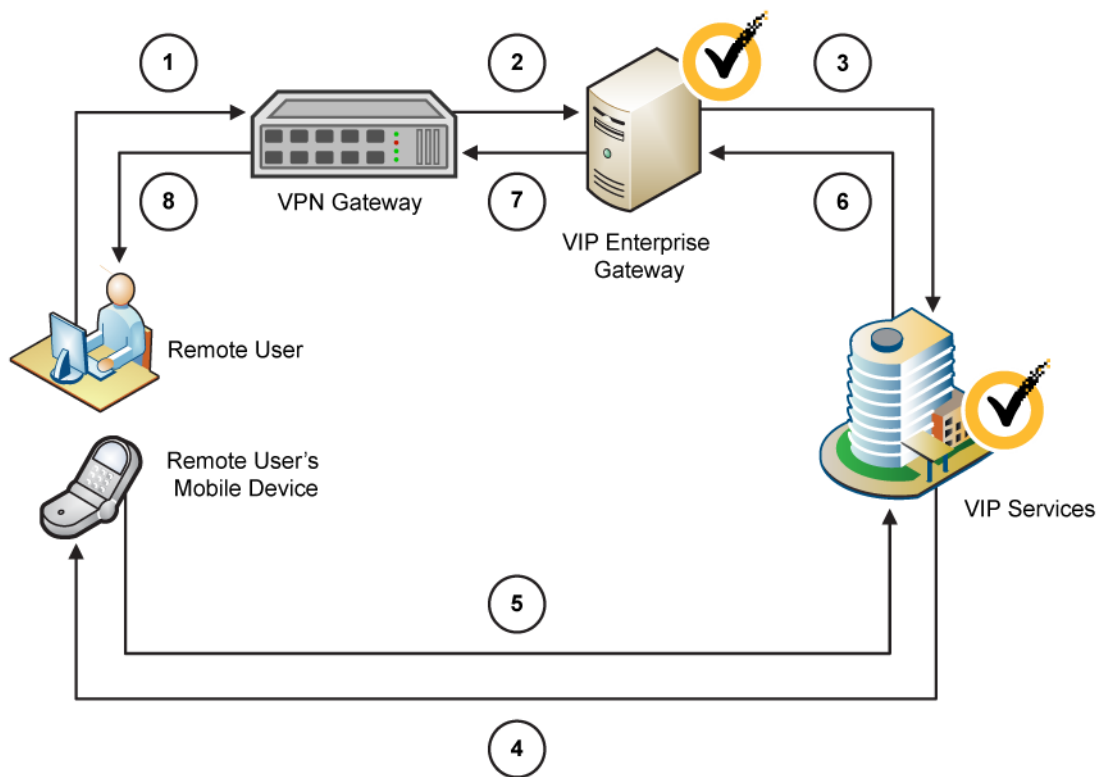 1
2
3
8
VPN Gateway
7
VIP Enterprise
Gateway
6
Remote User
Remote User's
Mobile Device
VIP Services
5
4